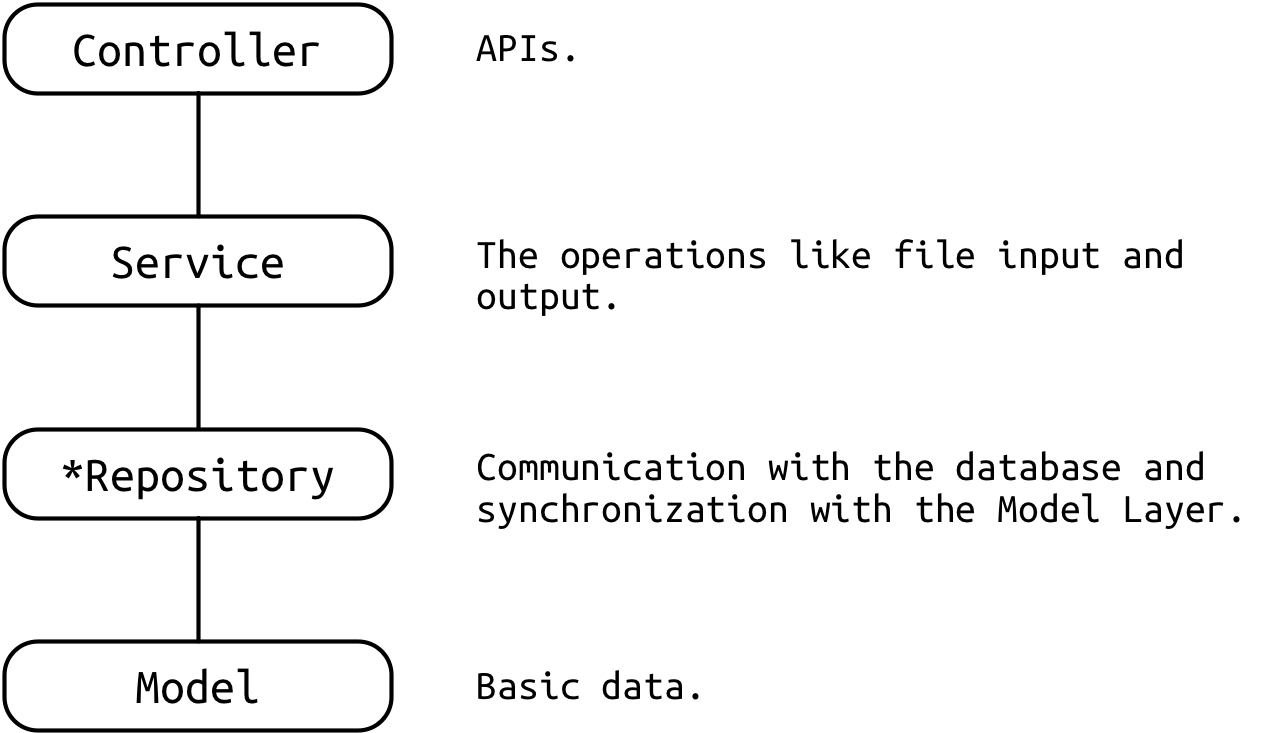 Controller
APIs.
Service
The operations like file input and
output.
*Repository
Communication with the database and
synchronization with the Model Layer.
Model
Basic data.